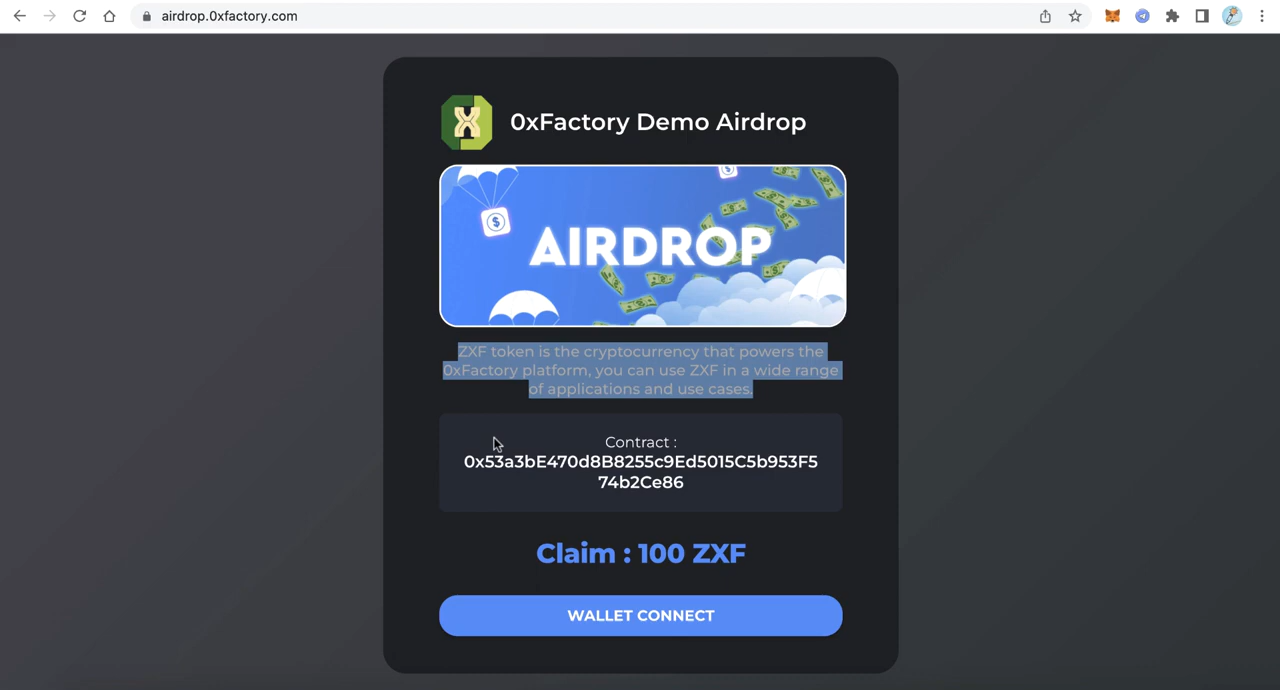 airdrop.0xfactory.com
0xFactory Demo Airdrop
AIRDROP
ZXF token is the cryptocurrency that powers the
0xFactory platform, you can use ZXF in a wide range
of applications and use cases.
Contract :
0x53a3bE470d8B8255c9Ed5015C5b953F5
74b2Ce86
Claim : 100 ZXF
WALLET CONNECT